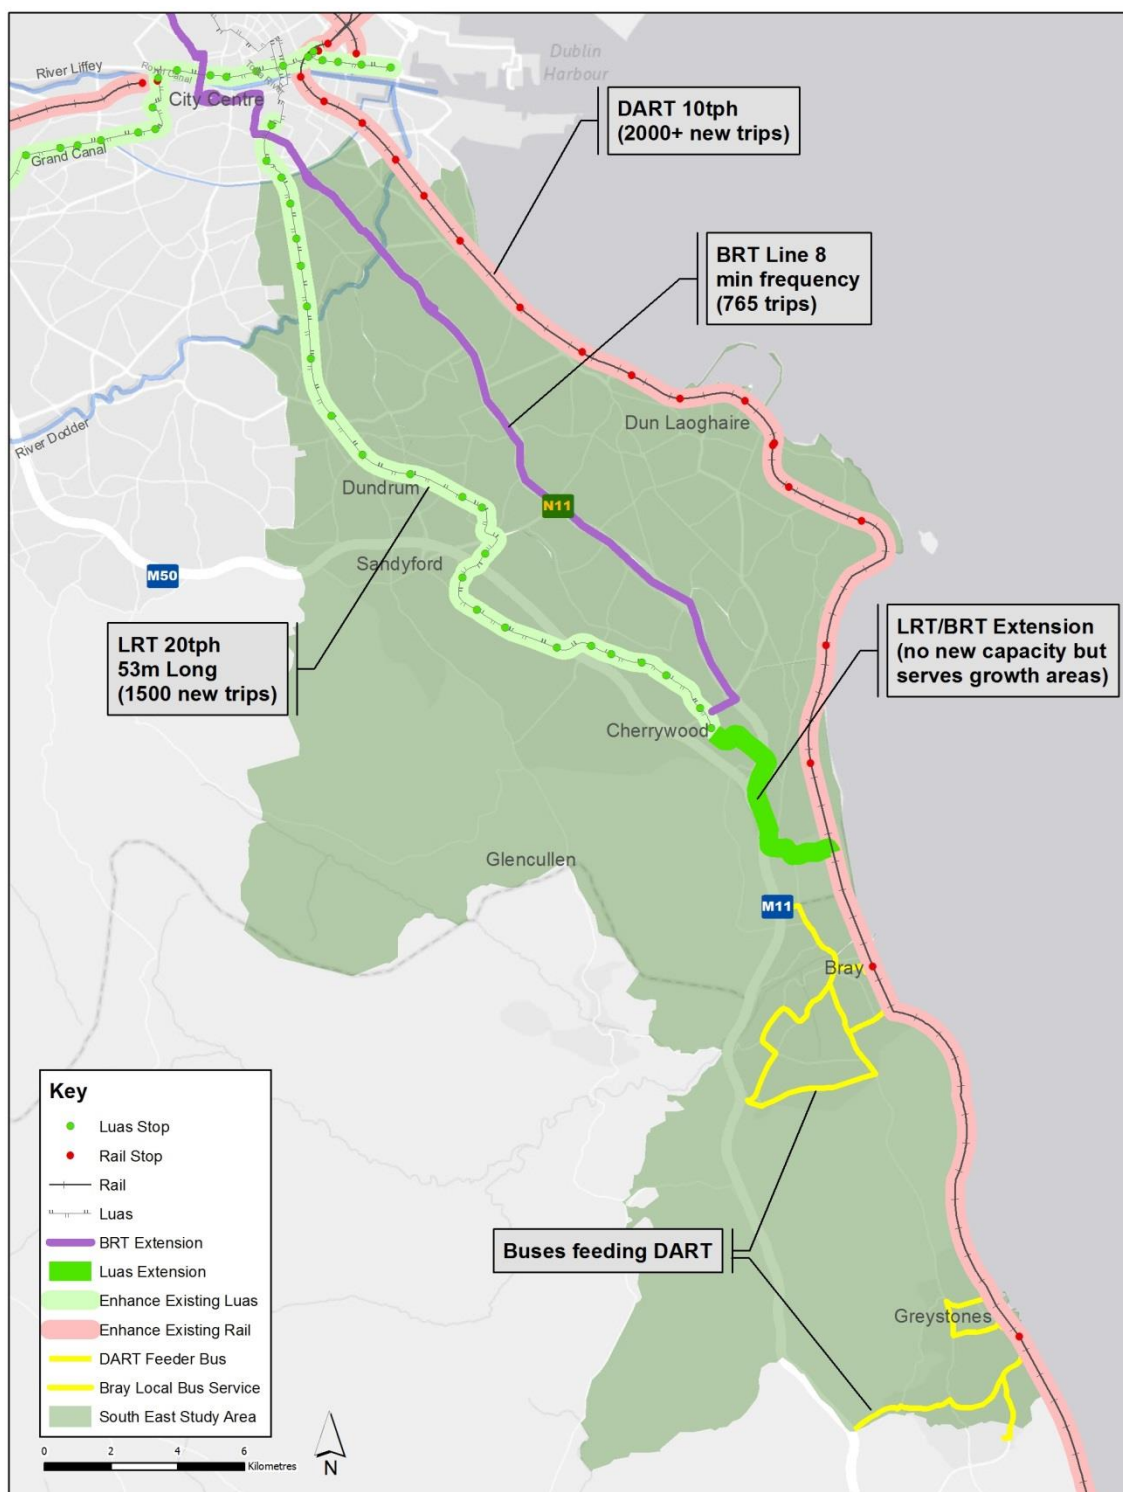 Dublin
Harbour
River Liffey
Royal Canal
Tolka River
City Centre
Grand Canal
DART 10tph
(2000+ new trips)
BRT Line 8
min frequency
(765 trips)
Dun Laoghaire
River Dodder
Dundrum
N11
Sandyford
M50
LRT 20tph
53m Long
(1500 new trips)
LRT/BRT Extension
(no new capacity but
serves growth areas)
Cherrywood
Glencullen
M11
Bray
Buses feeding DART
Greystones
Key
Luas Stop
Rail Stop
Rail
Luas
BRT Extension
Luas Extension
Enhance Existing Luas
Enhance Existing Rail
DART Feeder Bus
Bray Local Bus Service
South East Study Area
0 2 4 6
Kilometres
N